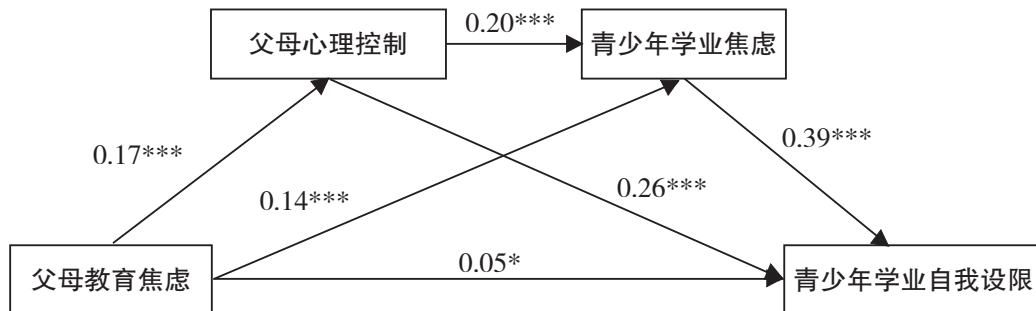 父母心理控制
0.20***
青少年学业焦虑
0.17***
0.14***
0.26***
0.39***
父母教育焦虑
0.05*
青少年学业自我设限